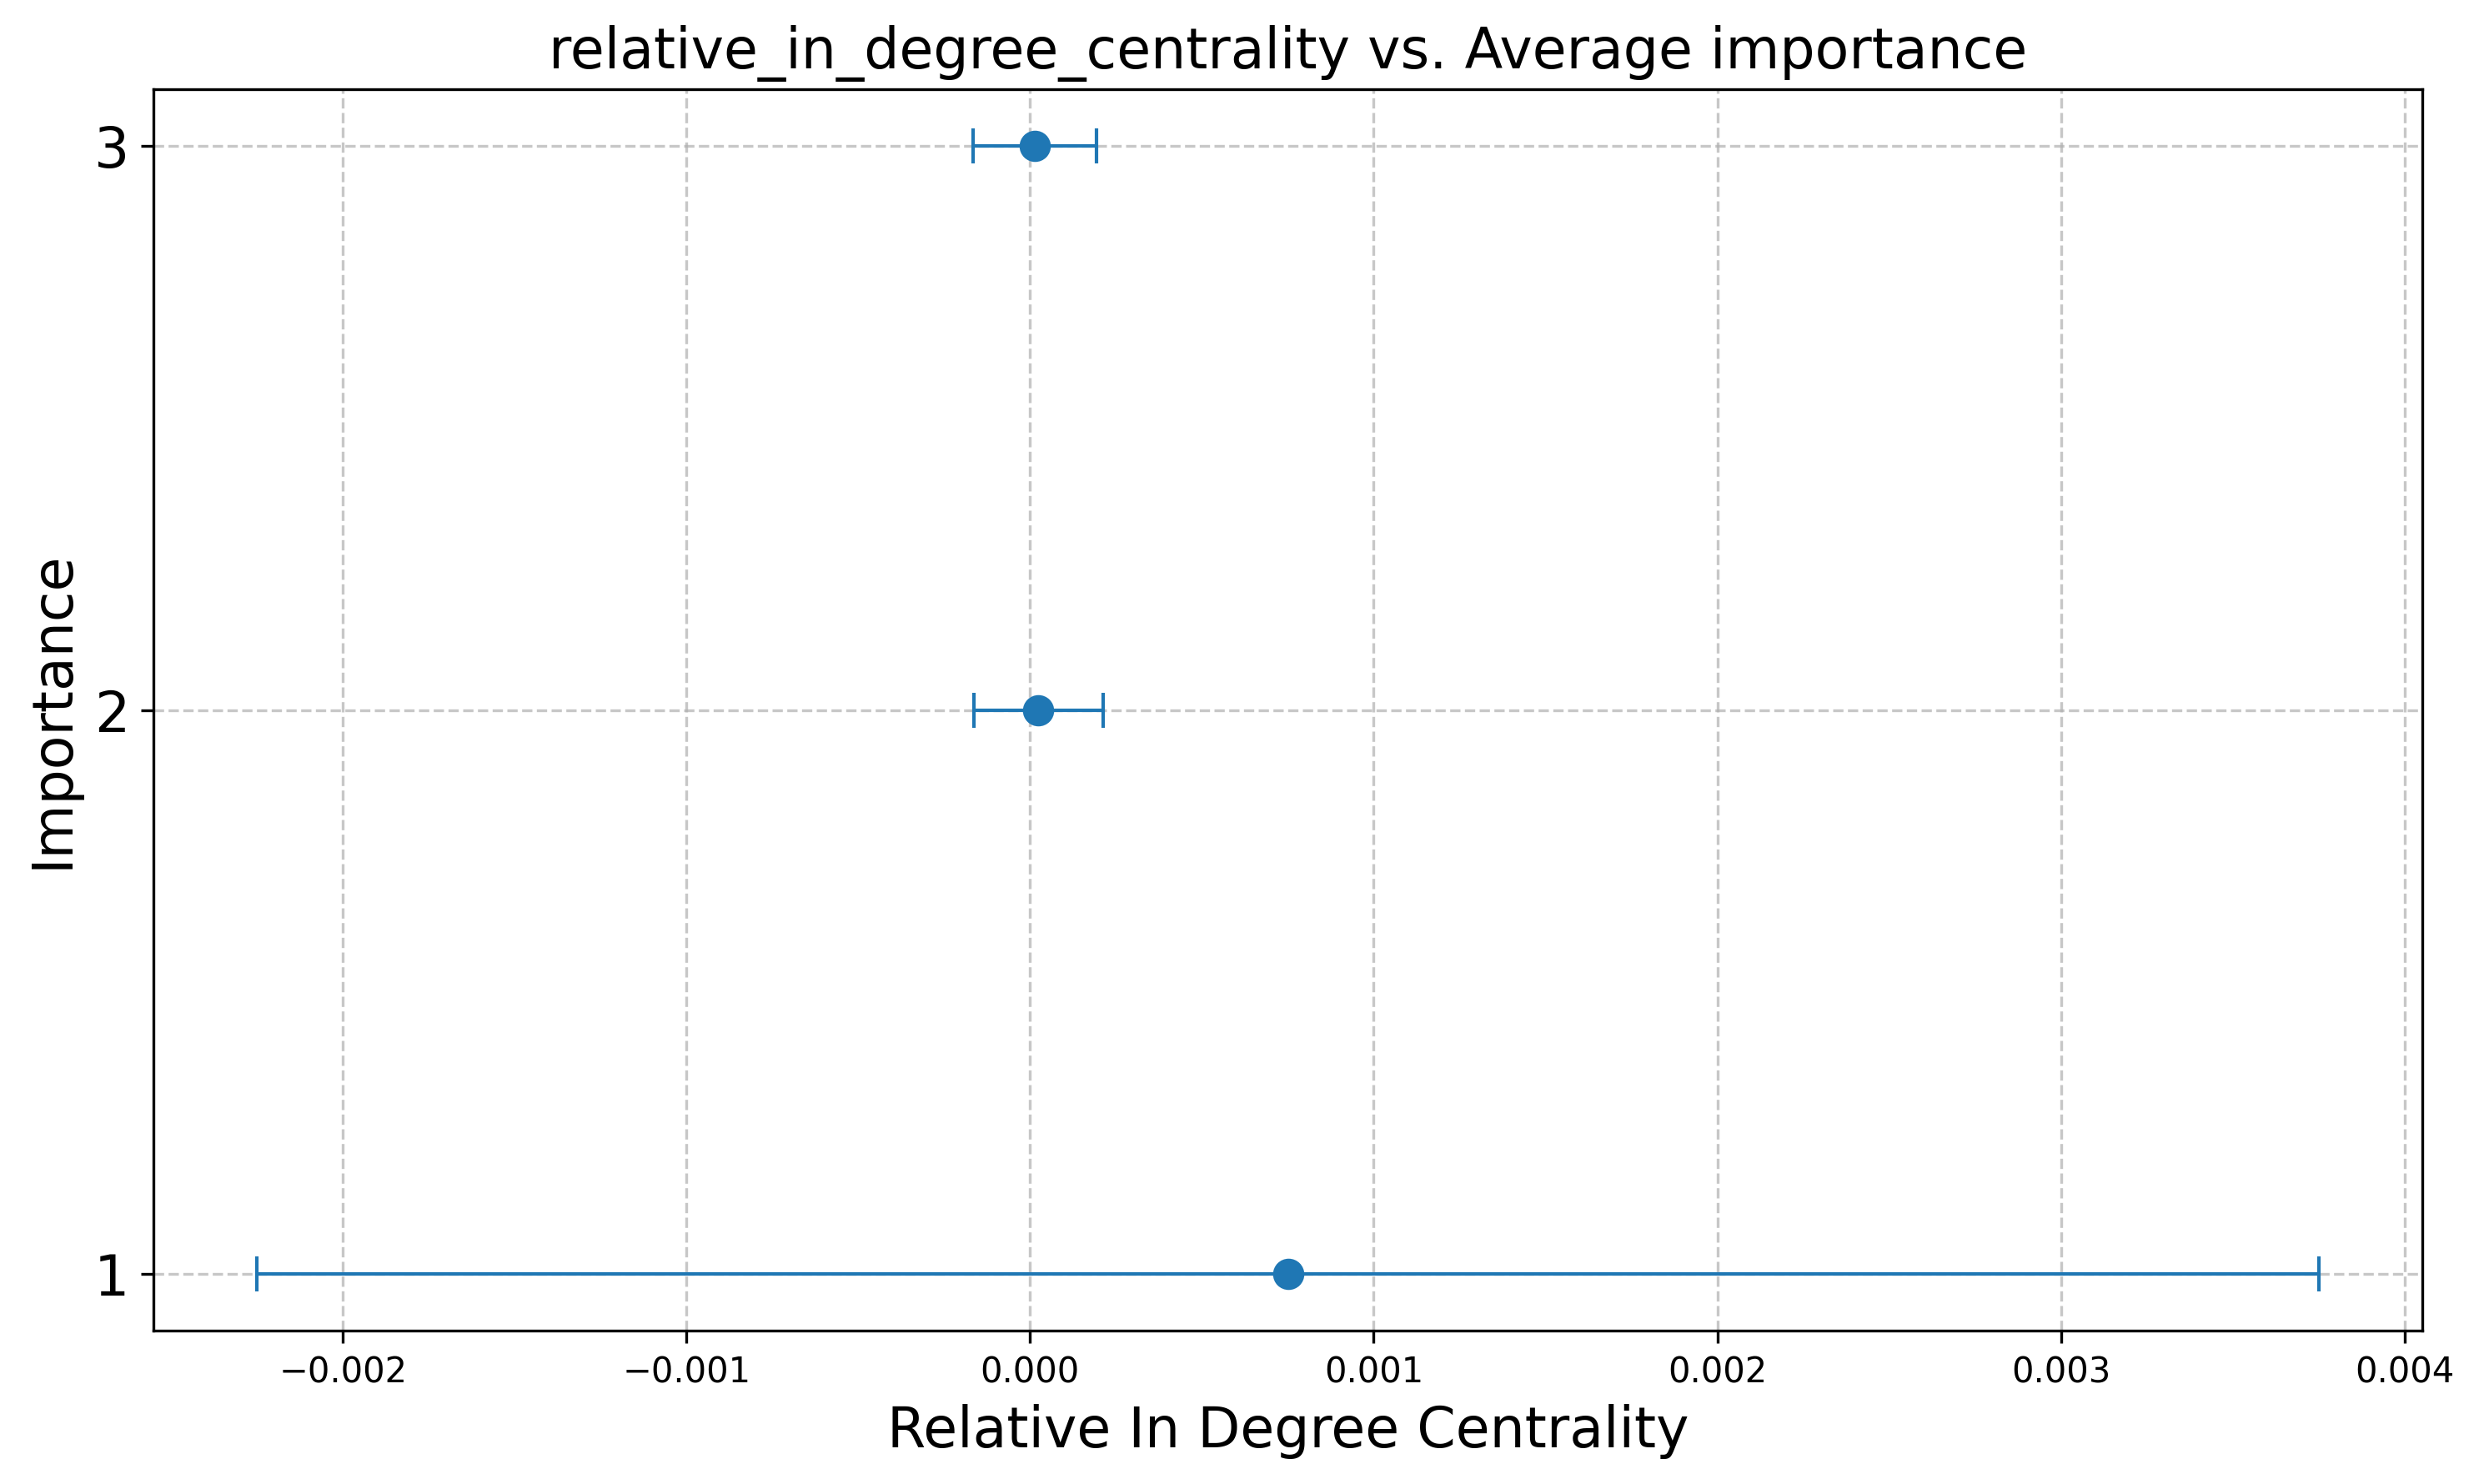 relative_in_degree_centrality vs. Average importance
3
2
1
Importance
−0.002 −0.001 0.000 0.001 0.002 0.003 0.004
Relative In Degree Centrality